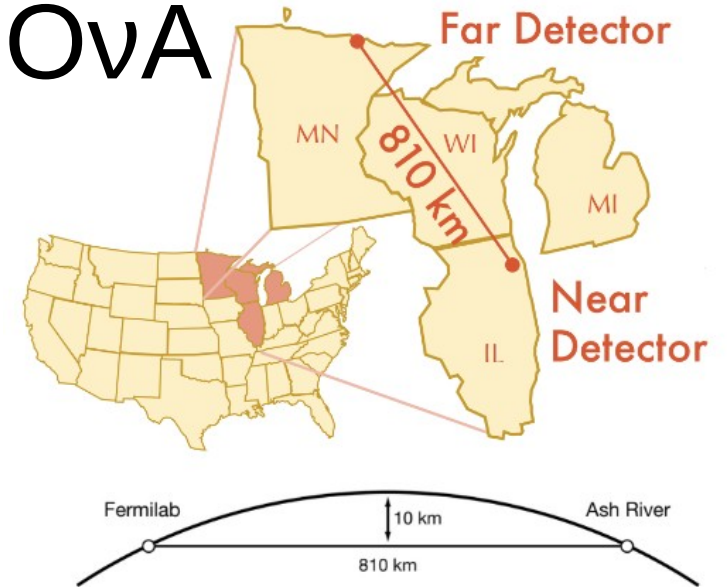 OνA
Far Detector
MN
WI
810 km
MI
Near
Detector
IL
Fermilab
Ash River
10 km
810 km